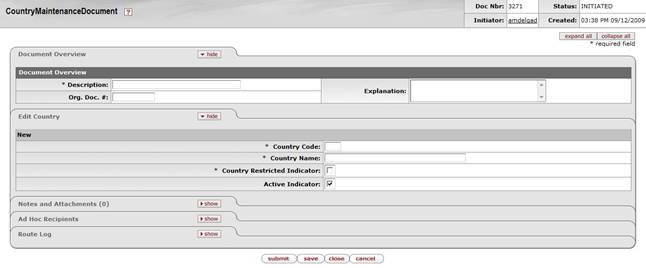 CountryMaintenanceDocument ?
Doc Nbr: 3271 Status: INITIATED
Initiator: amdelgad Created: 03:38 PM 09/12/2009
expand all collapse all
* required field
Document Overview hide
Document Overview
* Description: Explanation:
Org. Doc. #:
Edit Country hide
New
* Country Code:
* Country Name:
* Country Restricted Indicator:
Active Indicator:
Notes and Attachments (0) show
Ad Hoc Recipients show
Route Log show
submit save close cancel